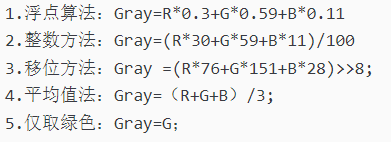 1.浮点算法：Gray=R*0.3+G*0.59+B*0.11
2.整数方法：Gray=(R*30+G*59+B*11)/100
3.移位方法：Gray =(R*76+G*151+B*28)>>8;
4.平均值法：Gray=（R+G+B）/3;
5.仅取绿色：Gray=G；